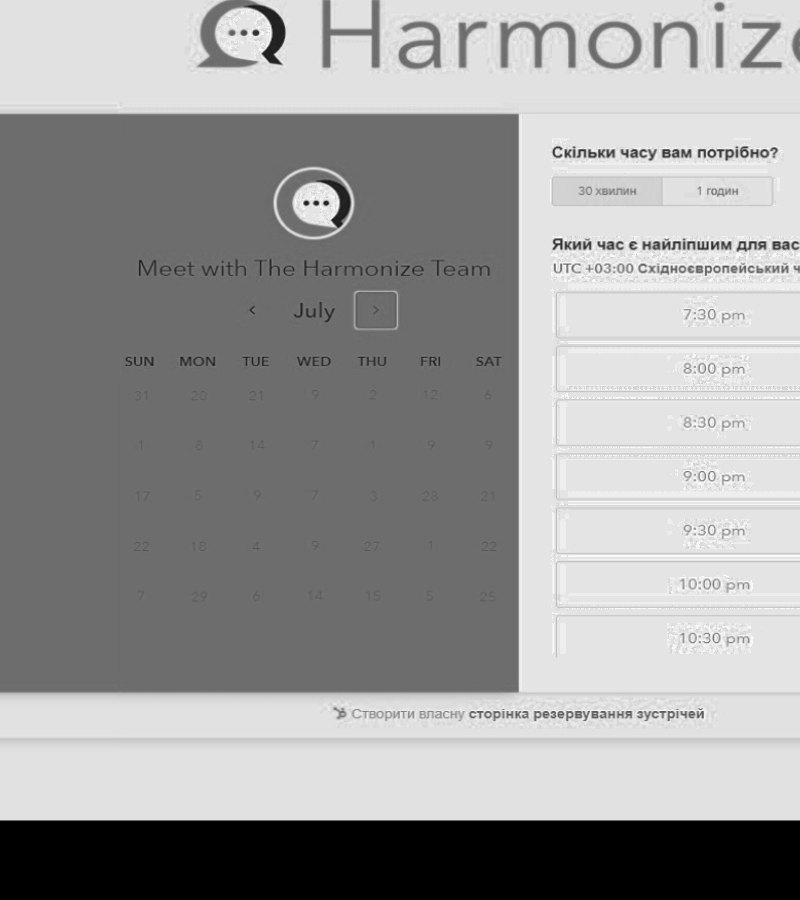 Harmonize
Meet with The Harmonize Team
‹ July ›
SUN MON TUE WED THU FRI SAT
31 20 21 9 2 12 6
1 8 14 7 1 9 9
17 5 9 7 3 28 21
22 18 4 9 27 1 22
7 29 6 14 15 5 25
Скільки часу вам потрібно?
30 хвилин 1 годин
Який час є найліпшим для вас
UTC +03:00 Східноєвропейський ч
7:30 pm
8:00 pm
8:30 pm
9:00 pm
9:30 pm
10:00 pm
10:30 pm
Створити власну сторінка резервування зустрічей